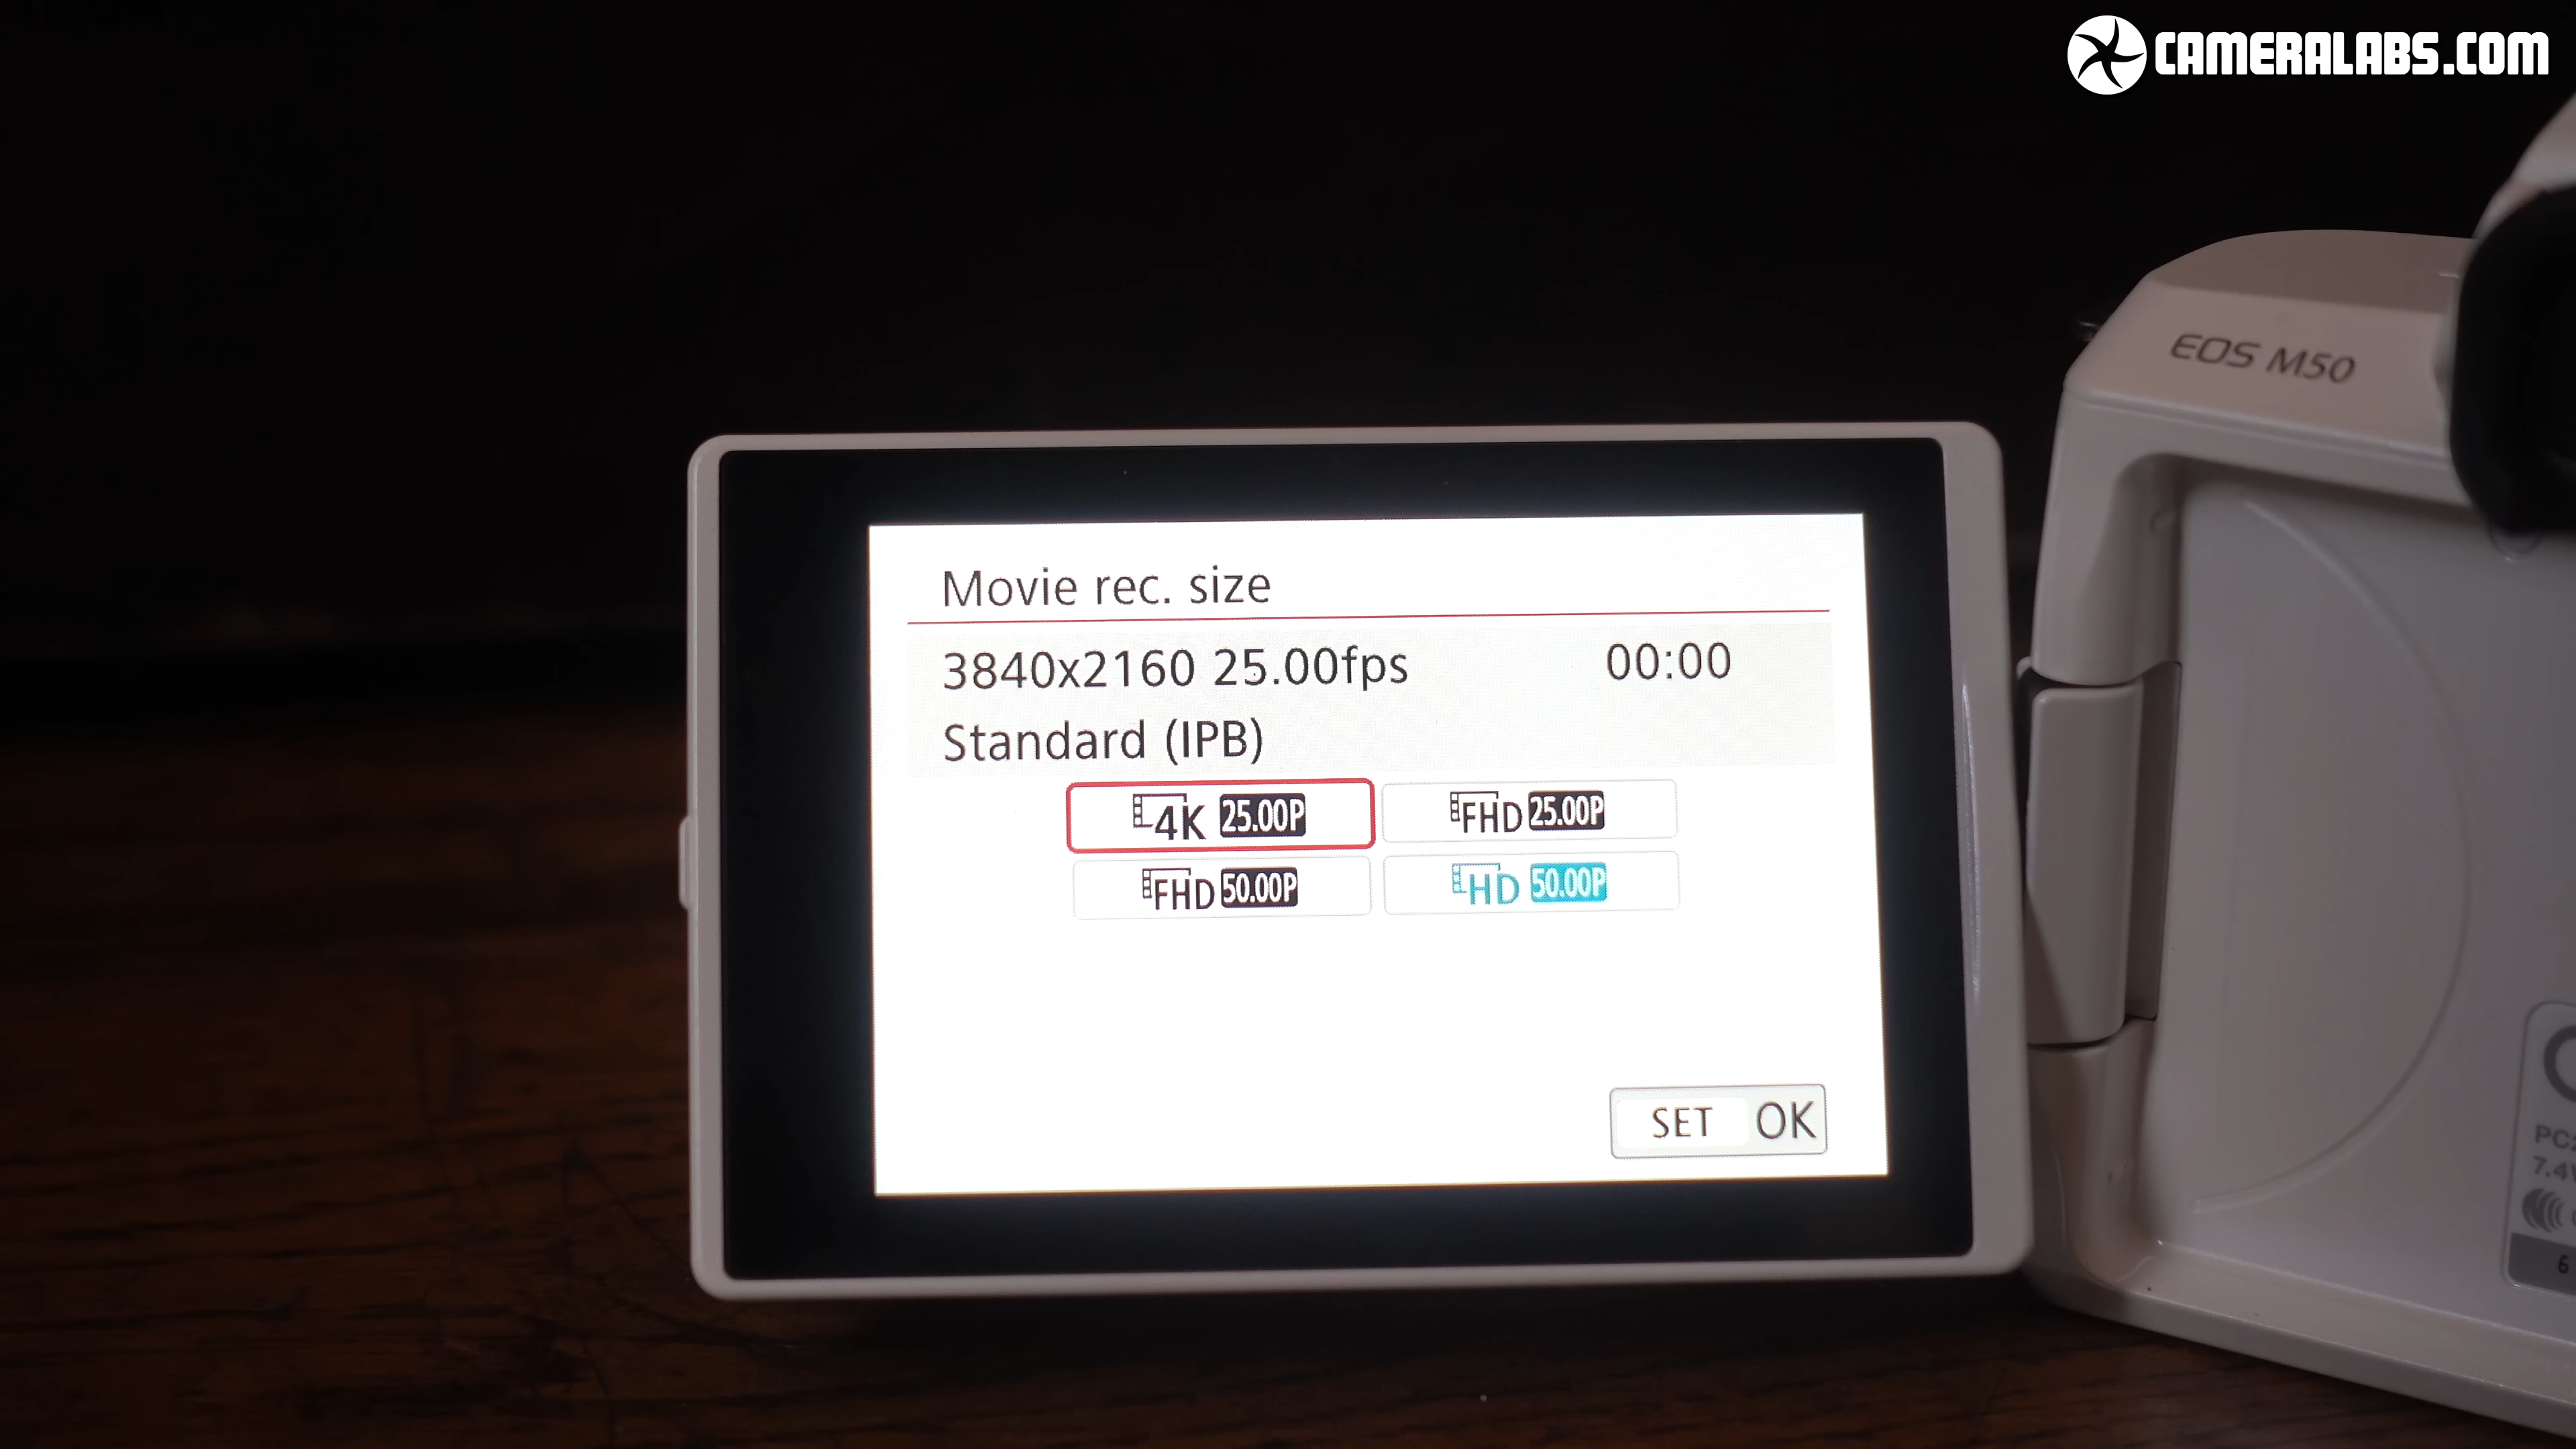 CAMERALABS.COM
EOS M50
Movie rec. size
3840x2160 25.00fps 00:00
Standard (IPB)
4K 25.00P FHD 25.00P
FHD 50.00P HD 50.00P
SET OK